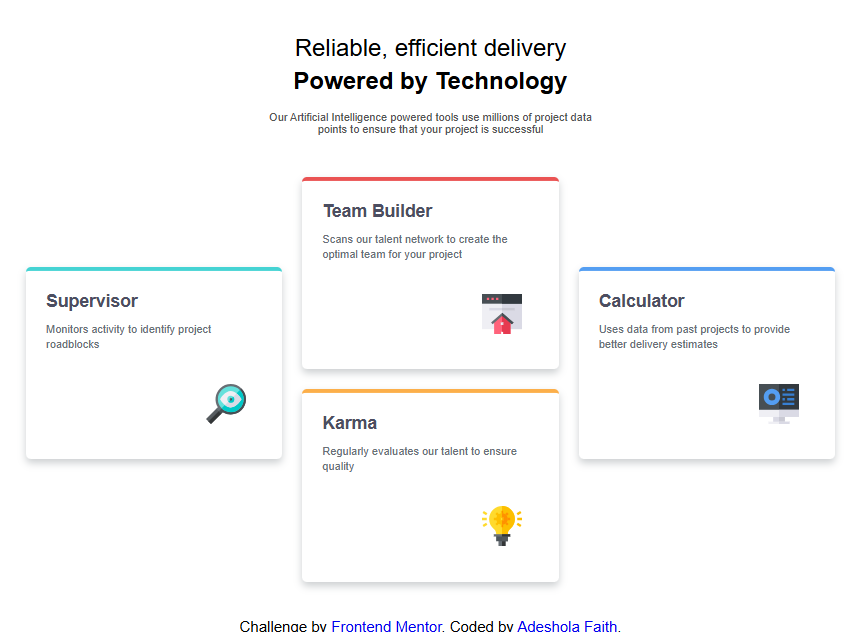 Reliable, efficient delivery
Powered by Technology
Our Artificial Intelligence powered tools use millions of project data
points to ensure that your project is successful
Supervisor
Monitors activity to identify project
roadblocks
Team Builder
Scans our talent network to create the
optimal team for your project
Karma
Regularly evaluates our talent to ensure
quality
Calculator
Uses data from past projects to provide
better delivery estimates
Challenge by Frontend Mentor. Coded by Adeshola Faith.